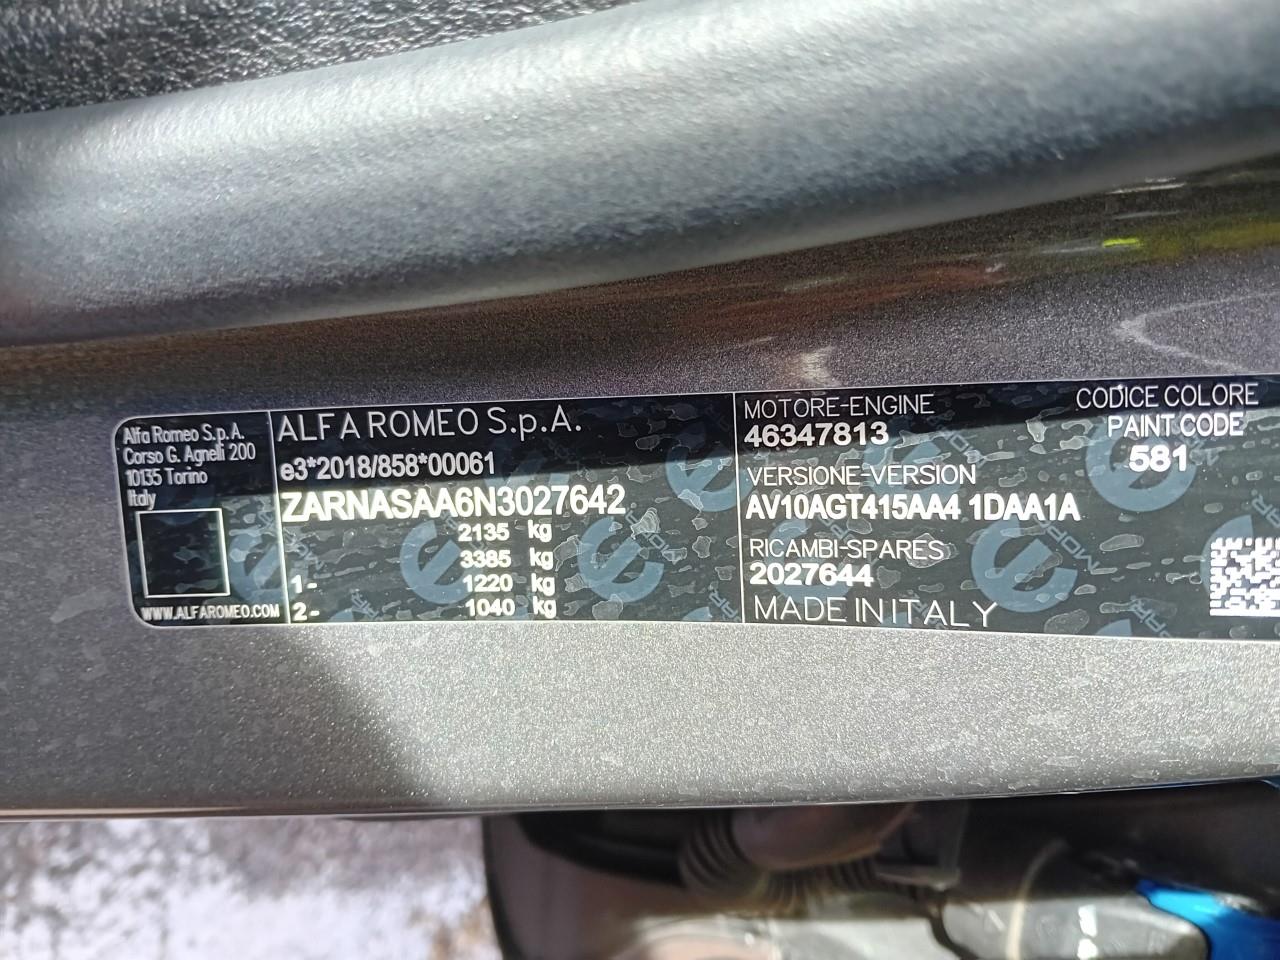 Alfa Romeo S.p.A.
Corso G. Agnelli 200
10135 Torino
Italy
WWW.ALFAROMEO.COM
ALFA ROMEO S.p.A.
e3*2018/858*00061
ZARNASAA6N3027642
2135 kg
3385 kg
1- 1220 kg
2- 1040 kg
MOTORE-ENGINE
46347813
VERSIONE-VERSION
AV10AGT415AA4 1DAA1A
RICAMBI-SPARES
2027644
MADE IN ITALY
CODICE COLORE
PAINT CODE
581
MOPAR